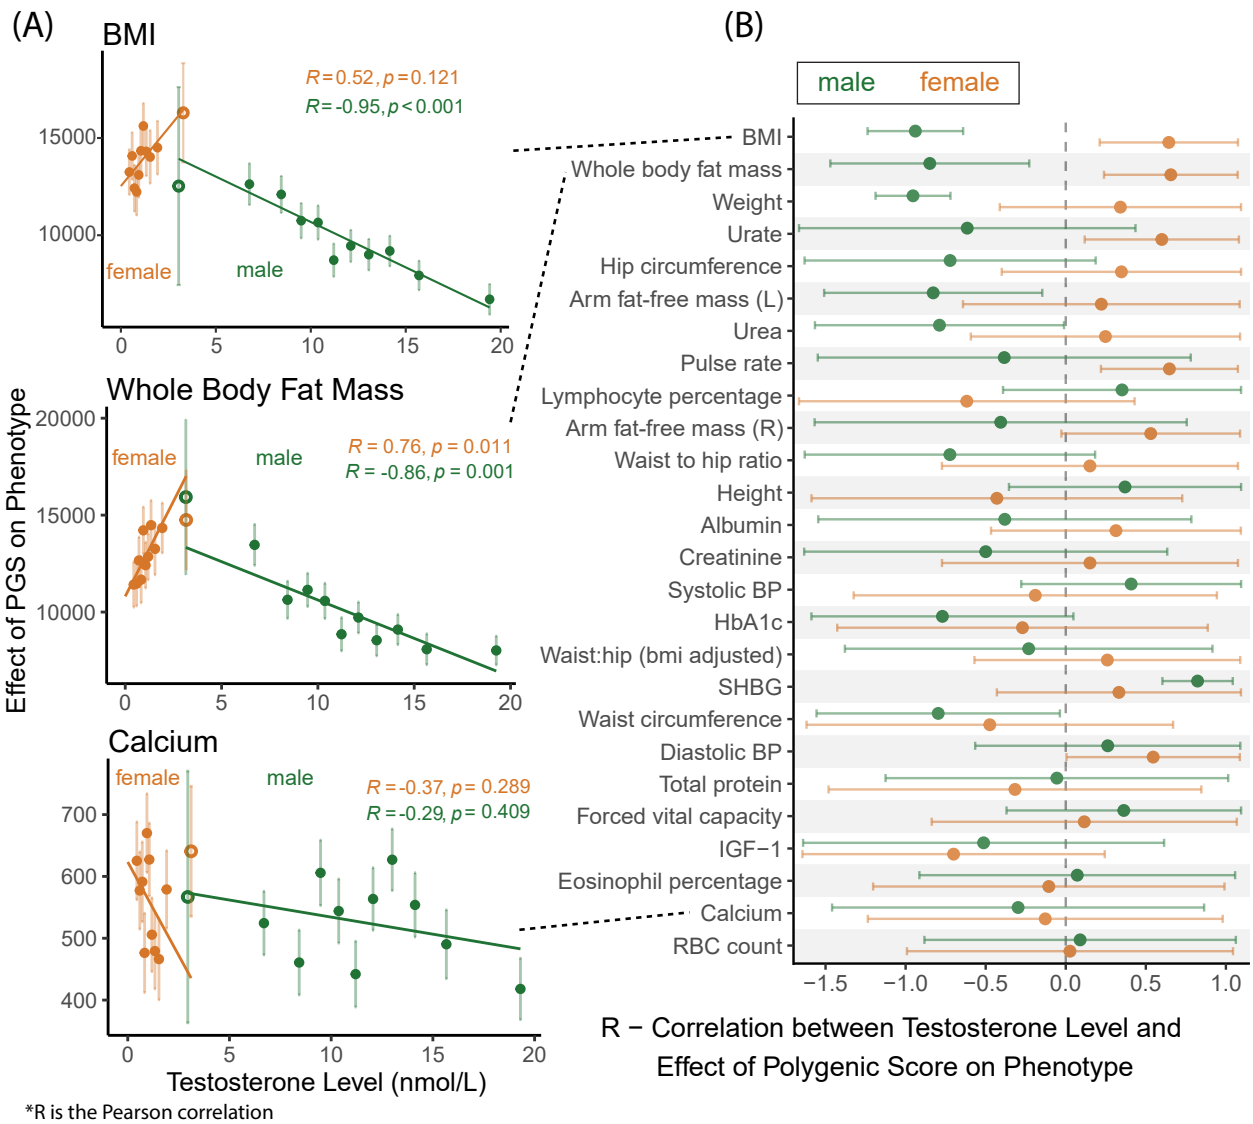 (A)
BMI
R=0.52, p=0.121
R=-0.95, p<0.001
15000
10000
female
male
0 5 10 15 20
Whole Body Fat Mass
20000
15000
10000
female
male
R = 0.76, p = 0.011
R = -0.86, p = 0.001
0 5 10 15 20
Calcium
female
male
R=-0.37, p= 0.289
R=-0.29, p= 0.409
700
600
500
400
0 5 10 15 20
Effect of PGS on Phenotype
Testosterone Level (nmol/L)
*R is the Pearson correlation
(B)
male female
BMI
Whole body fat mass
Weight
Urate
Hip circumference
Arm fat-free mass (L)
Urea
Pulse rate
Lymphocyte percentage
Arm fat-free mass (R)
Waist to hip ratio
Height
Albumin
Creatinine
Systolic BP
HbA1c
Waist:hip (bmi adjusted)
SHBG
Waist circumference
Diastolic BP
Total protein
Forced vital capacity
IGF−1
Eosinophil percentage
Calcium
RBC count
−1.5 −1.0 −0.5 0.0 0.5 1.0
R − Correlation between Testosterone Level and
Effect of Polygenic Score on Phenotype